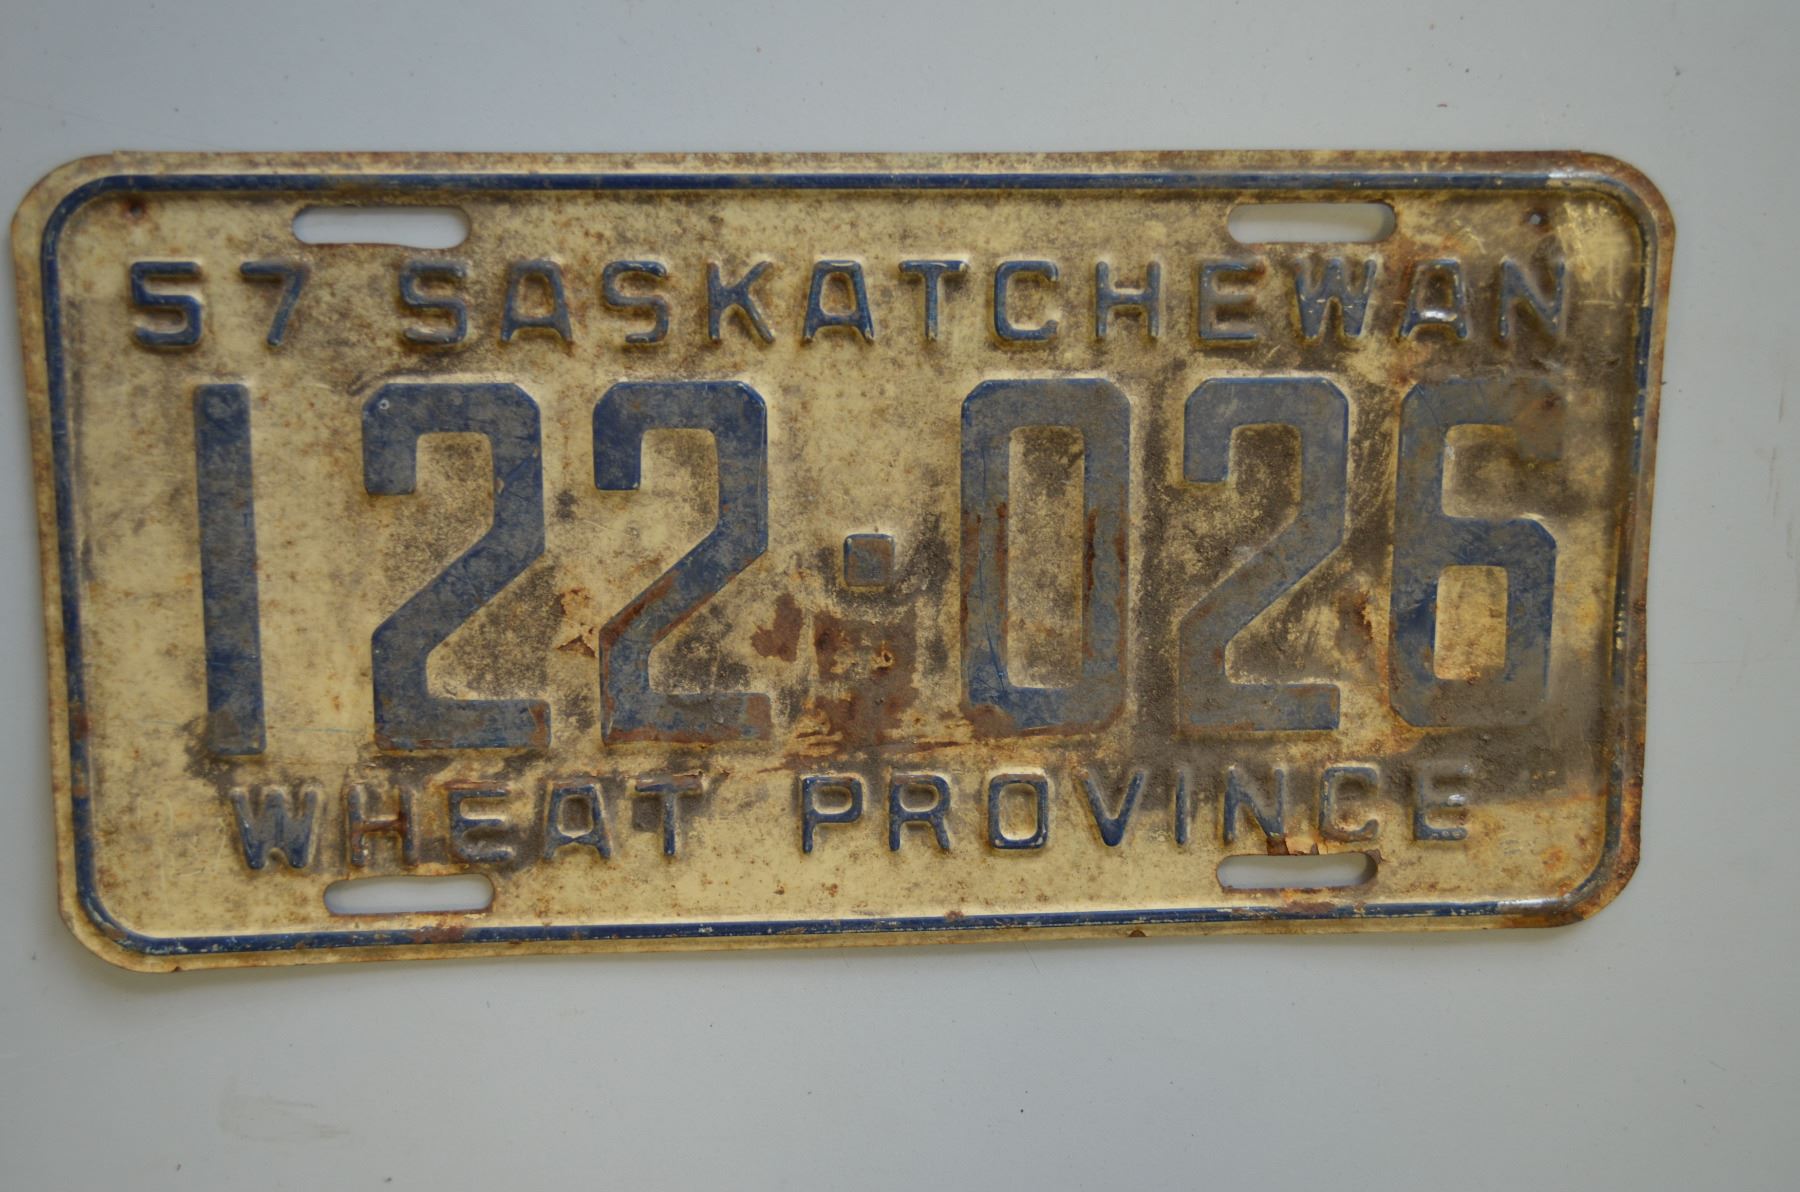 57 SASKATCHEWAN
122·026
WHEAT PROVINCE